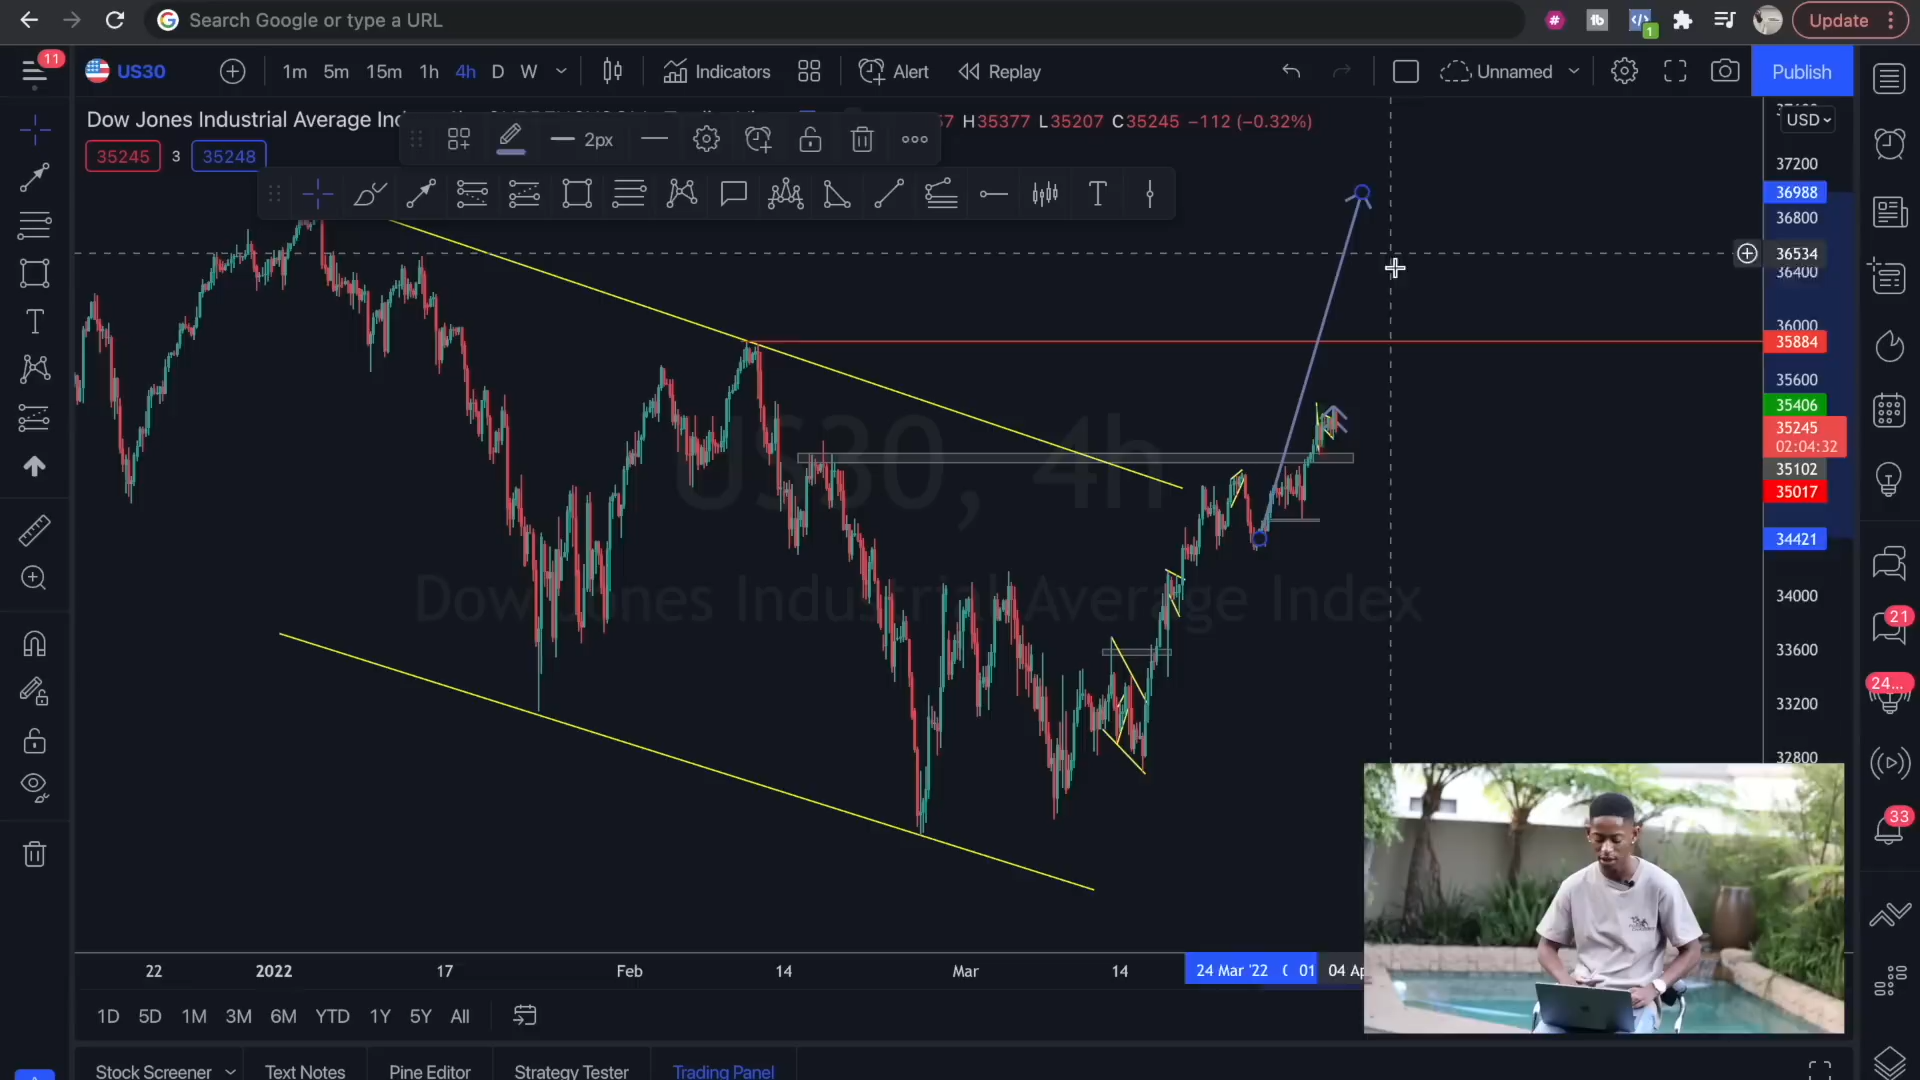 Search Google or type a URL
Update
11
US30
1m 5m 15m 1h 4h D W
Indicators
Alert
Replay
Unnamed
Publish
Dow Jones Industrial Average
H35377 L35207 C35245 −112 (−0.32%)
USD
35245 3 35248
2px
T
37200
36988
36800
36534
36400
36000
35884
35600
35406
35245
02:04:32
35102
35017
34421
34000
33600
33200
32800
US30, 4h
Dow Jones Industrial Average Index
T
1
21
24...
33
22 2022 17 Feb 14 Mar 14 24 Mar '22 01 04
1D 5D 1M 3M 6M YTD 1Y 5Y All
Stock Screener Text Notes Pine Editor Strategy Tester Trading Panel